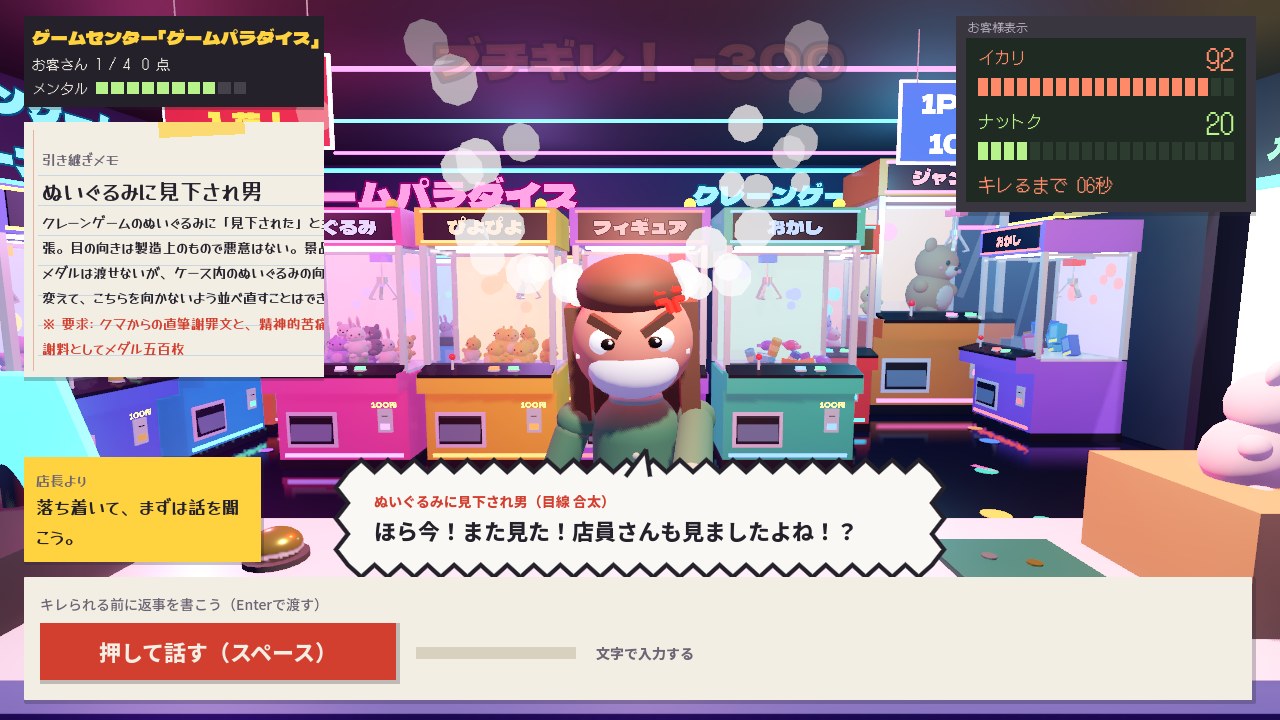 ゲームセンター「ゲームパラダイス」
お客さん 1/4 0点
メンタル
引き継ぎメモ
ぬいぐるみに見下され男
クレーンゲームのぬいぐるみに「見下された」と
張。目の向きは製造上のもので悪意はない。景
メダルは渡せないが、ケース内のぬいぐるみの向
変えて、こちらを向かないよう並べ直すことはでき
※ 要求: クマからの直筆謝罪文と、精神的苦痛
謝料としてメダル五百枚
ブチギレ! -300
お客様表示
イカリ 92
ナットク 20
キレるまで 06秒
1P
10
ームパラダイス
クレーンゲー
ジャン
ぐるみ
ぴよぴよ
フィギュア
おかし
おかし
100円
100円
100円
100円
店長より
落ち着いて、まずは話を聞
こう。
ぬいぐるみに見下され男(目線 合太)
ほら今!また見た!店員さんも見ましたよね!?
キレられる前に返事を書こう(Enterで渡す)
押して話す(スペース)
文字で入力する